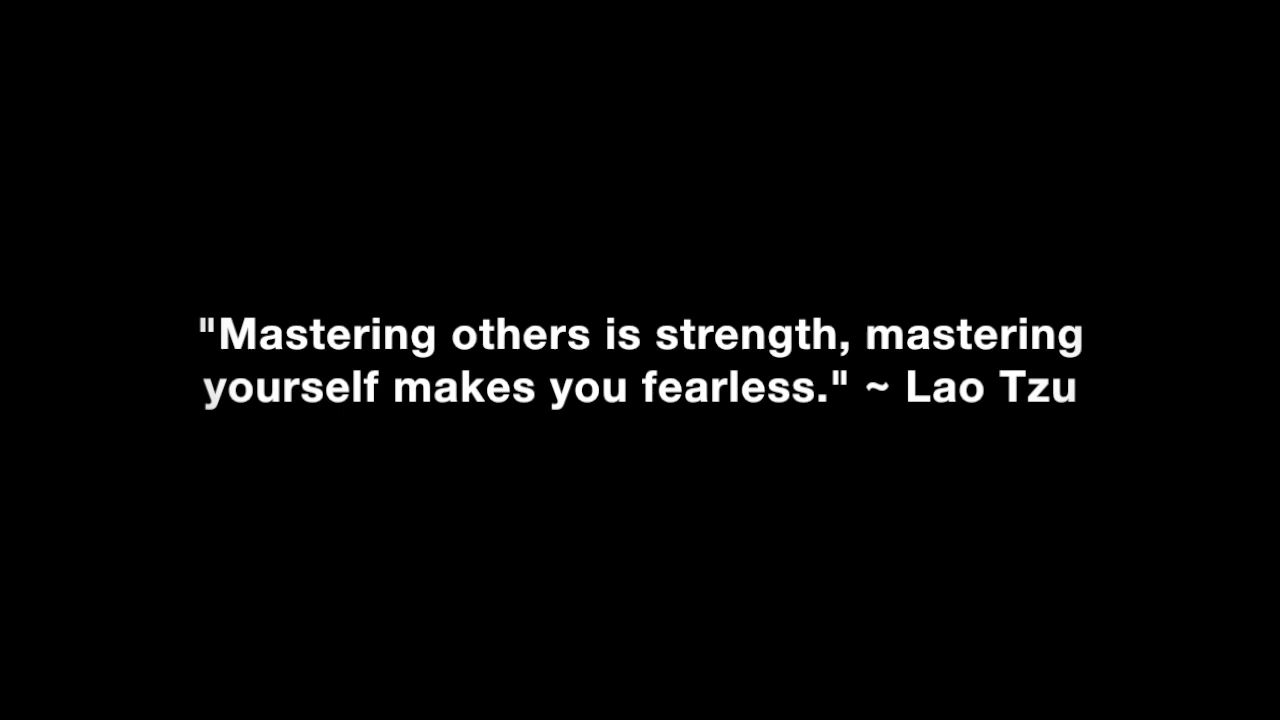 "Mastering others is strength, mastering
yourself makes you fearless." ~ Lao Tzu